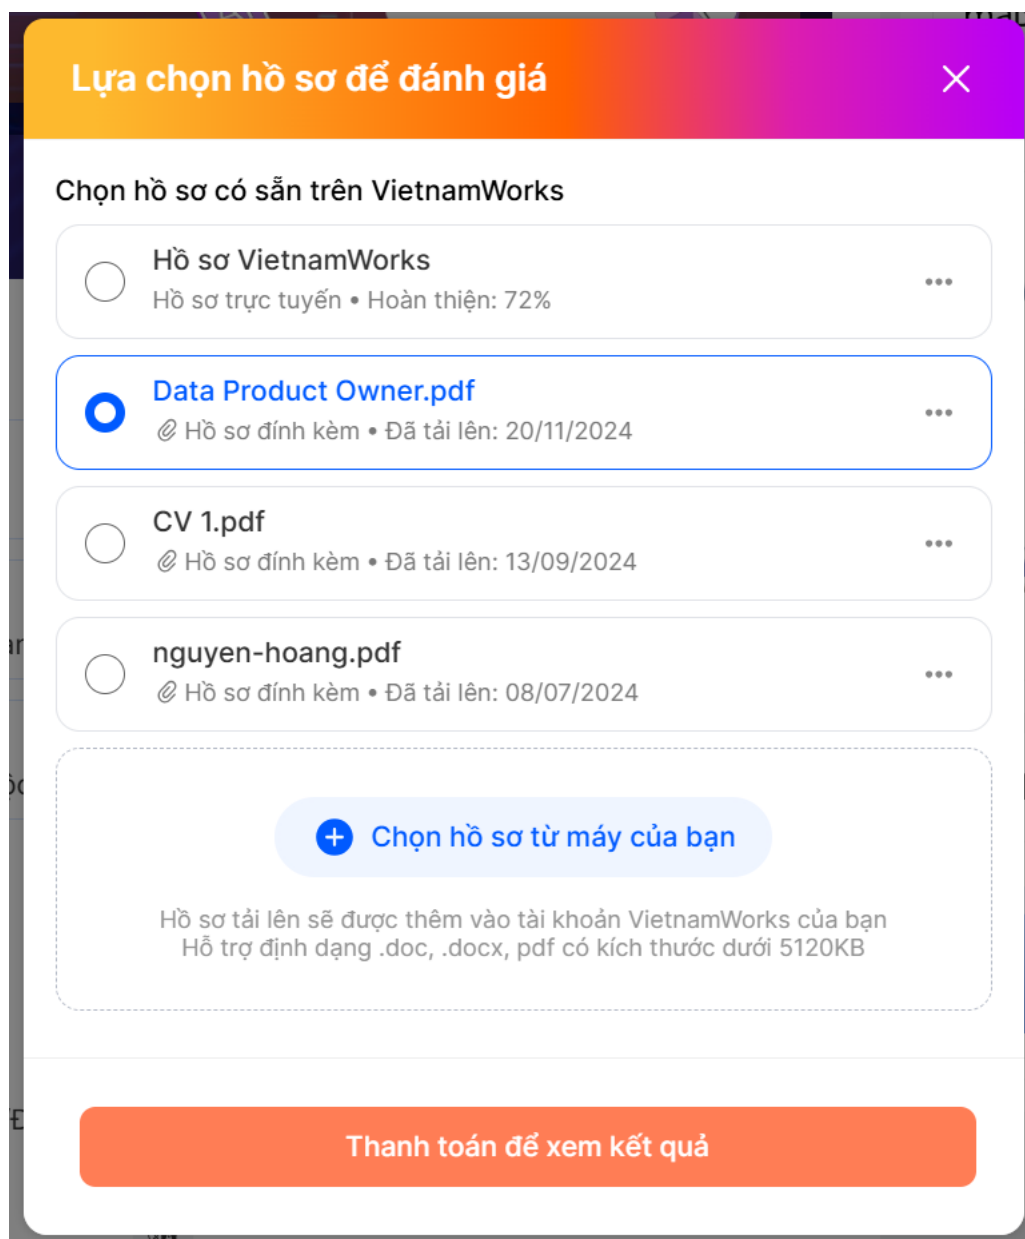 Lựa chọn hồ sơ để đánh giá
Chọn hồ sơ có sẵn trên VietnamWorks
Hồ sơ VietnamWorks
Hồ sơ trực tuyến • Hoàn thiện: 72%
Data Product Owner.pdf
Hồ sơ đính kèm • Đã tải lên: 20/11/2024
CV 1.pdf
Hồ sơ đính kèm • Đã tải lên: 13/09/2024
nguyen-hoang.pdf
Hồ sơ đính kèm • Đã tải lên: 08/07/2024
Chọn hồ sơ từ máy của bạn
Hồ sơ tải lên sẽ được thêm vào tài khoản VietnamWorks của bạn
Hỗ trợ định dạng .doc, .docx, pdf có kích thước dưới 5120KB
Thanh toán để xem kết quả